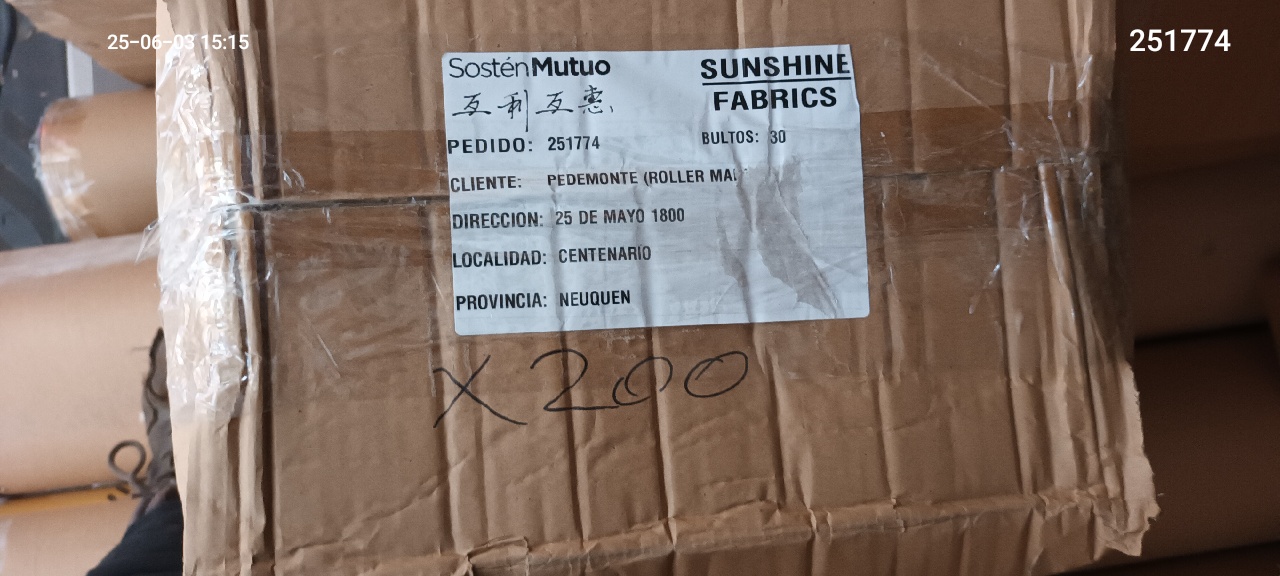 25-06-03 15:15
251774
SosténMutuo
互利互惠
SUNSHINE
FABRICS
PEDIDO: 251774
BULTOS: 30
CLIENTE: PEDEMONTE (ROLLER
DIRECCION: 25 DE MAYO 1800
LOCALIDAD: CENTENARIO
PROVINCIA: NEUQUEN
X200